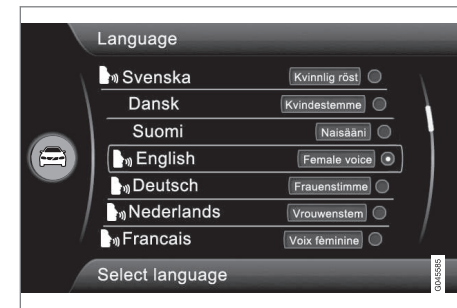 Language
Svenska Kvinnlig röst
Dansk Kvindestemme
Suomi Naisääni
English Female voice
Deutsch Frauenstimme
Nederlands Vrouwenstem
Francais Voix fèminine
Select language
G045585